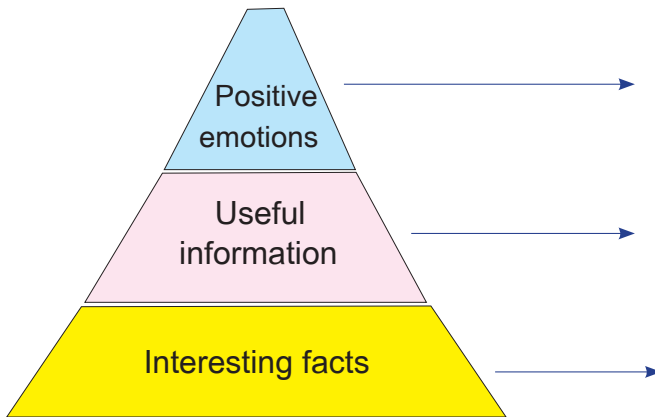 Positive
emotions
Useful
information
Interesting facts